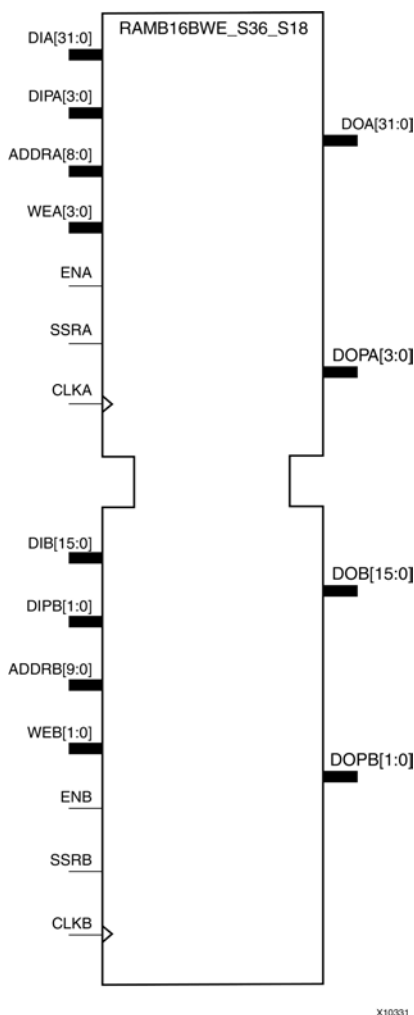 RAMB16BWE_S36_S18
DIA[31:0]
DIPA[3:0]
ADDRA[8:0]
WEA[3:0]
ENA
SSRA
CLKA
DOA[31:0]
DOPA[3:0]
DIB[15:0]
DIPB[1:0]
ADDRB[9:0]
WEB[1:0]
ENB
SSRB
CLKB
DOB[15:0]
DOPB[1:0]
X10331